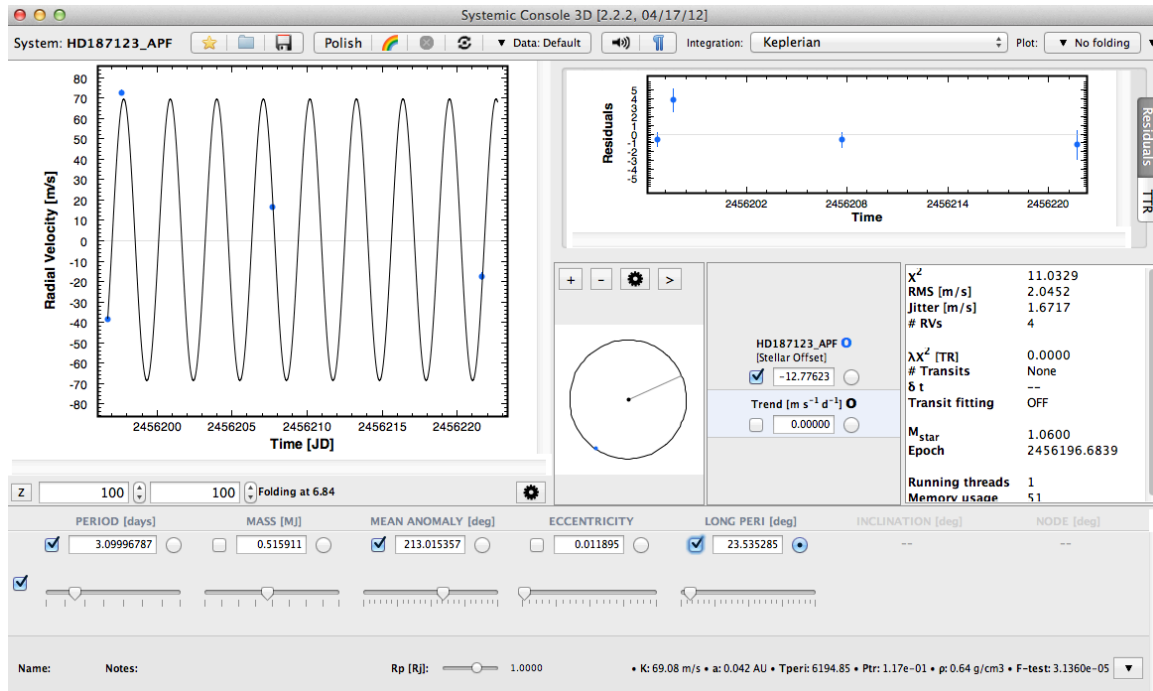 Systemic Console 3D [2.2.2, 04/17/12]
System: HD187123_APF Polish ▼ Data: Default Integration: Keplerian Plot: ▼ No folding
80
70
60
50
40
30
20
10
0
-10
-20
-30
-40
-50
-60
-70
-80
Radial Velocity [m/s]
2456200 2456205 2456210 2456215 2456220
Time [JD]
5
4
3
2
1
0
-1
-2
-3
-4
-5
Residuals
2456202 2456208 2456214 2456220
Time
Residuals
TTR
+ - >
HD187123_APF O
[Stellar Offset]
-12.77623
Trend [m s⁻¹ d⁻¹] O
0.00000
χ² 11.0329
RMS [m/s] 2.0452
Jitter [m/s] 1.6717
# RVs 4
λχ² [TR] 0.0000
# Transits None
δ t --
Transit fitting OFF
Mstar 1.0600
Epoch 2456196.6839
Running threads 1
Memory usage 51
Z 100 100 Folding at 6.84
PERIOD [days] MASS [MJ] MEAN ANOMALY [deg] ECCENTRICITY LONG PERI [deg] INCLINATION [deg] NODE [deg]
3.09996787 0.515911 213.015357 0.011895 23.535285 -- --
Name: Notes: Rp [Rj]: 1.0000 • K: 69.08 m/s • a: 0.042 AU • Tperi: 6194.85 • Ptr: 1.17e-01 • ρ: 0.64 g/cm3 • F-test: 3.1360e-05 ▼